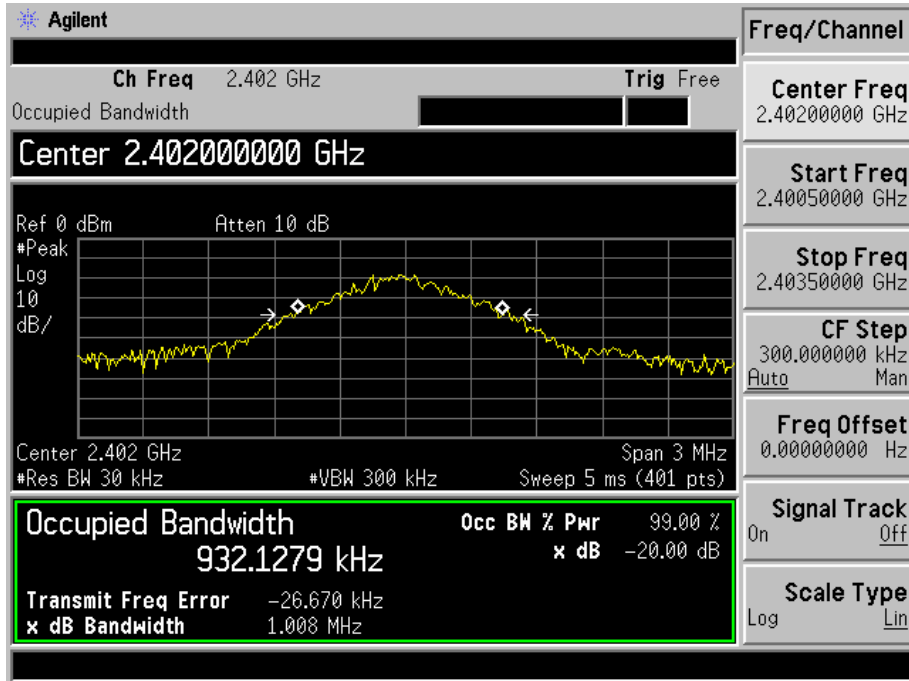 Agilent
Ch Freq 2.402 GHz Trig Free
Occupied Bandwidth
Center 2.402000000 GHz
Ref 0 dBm Atten 10 dB
#Peak
Log
10
dB/
Center 2.402 GHz Span 3 MHz
#Res BW 30 kHz #VBW 300 kHz Sweep 5 ms (401 pts)
Occupied Bandwidth Occ BW % Pwr 99.00 %
932.1279 kHz x dB -20.00 dB
Transmit Freq Error -26.670 kHz
x dB Bandwidth 1.008 MHz
Freq/Channel
Center Freq
2.40200000 GHz
Start Freq
2.40050000 GHz
Stop Freq
2.40350000 GHz
CF Step
300.000000 kHz
Auto Man
Freq Offset
0.00000000 Hz
Signal Track
On Off
Scale Type
Log Lin